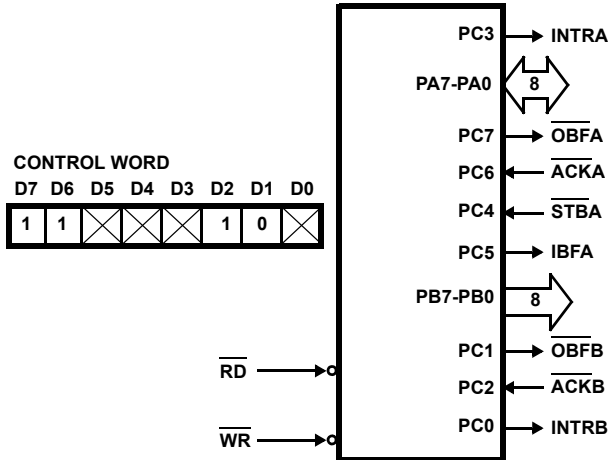 PC3 INTRA
PA7-PA0 8
PC7 OBFA
CONTROL WORD
PC6 ACKA
D7 D6 D5 D4 D3 D2 D1 D0
PC4 STBA
1 1 1 0
PC5 IBFA
PB7-PB0 8
PC1 OBFB
RD
PC2 ACKB
PC0 INTRB
WR